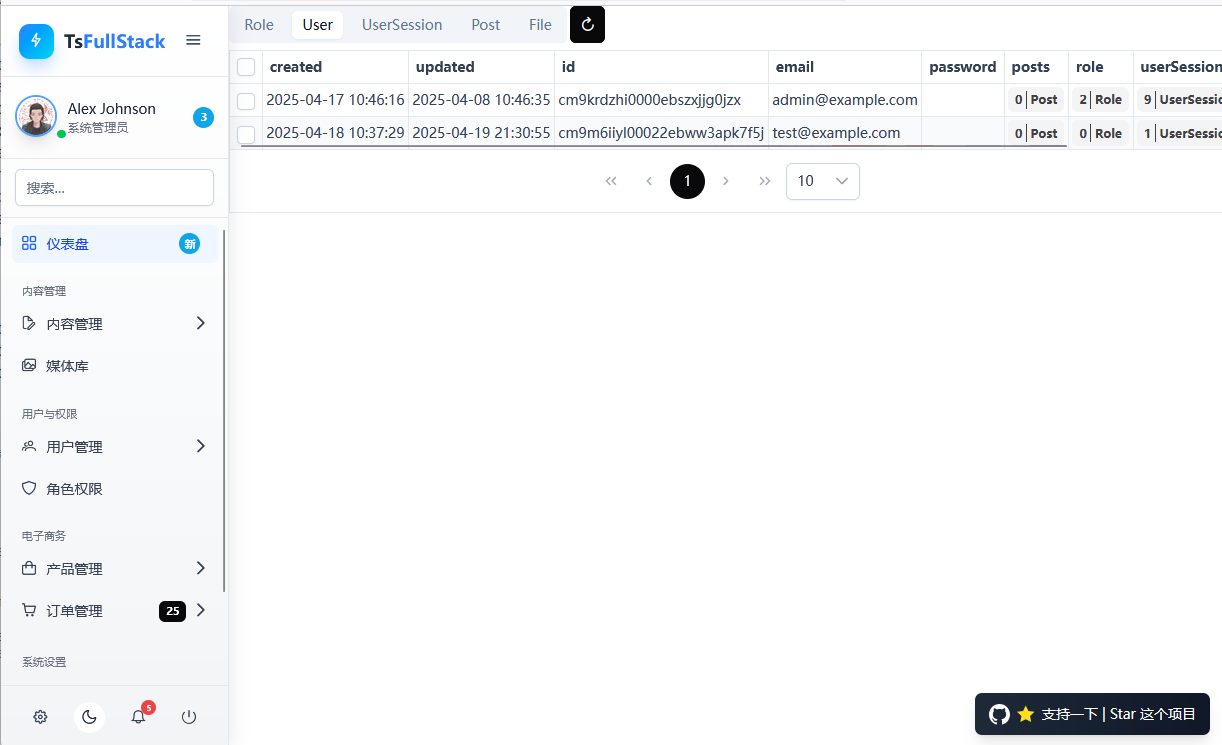 TsFullStack
Alex Johnson
系统管理员
3
搜索...
仪表盘 新
内容管理
内容管理
媒体库
用户与权限
用户管理
角色权限
电子商务
产品管理
订单管理 25
系统设置
5
Role User UserSession Post File
created updated id email password posts role userSession
2025-04-17 10:46:16 2025-04-08 10:46:35 cm9krdzhi0000ebszxjjg0jzx admin@example.com 0 Post 2 Role 9 UserSessio
2025-04-18 10:37:29 2025-04-19 21:30:55 cm9m6iiyl00022ebww3apk7f5j test@example.com 0 Post 0 Role 1 UserSessio
1 10
支持一下 | Star 这个项目